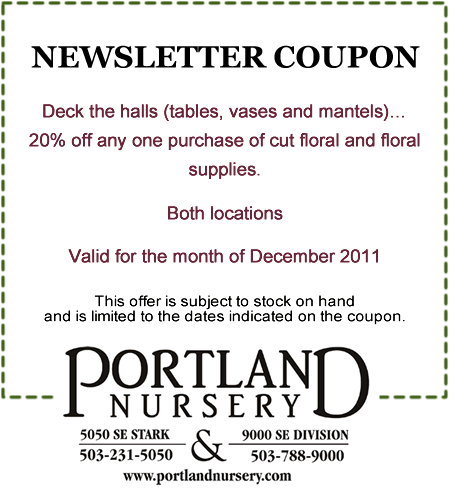 NEWSLETTER COUPON
Deck the halls (tables, vases and mantels)...
20% off any one purchase of cut floral and floral
supplies.
Both locations
Valid for the month of December 2011
This offer is subject to stock on hand
and is limited to the dates indicated on the coupon.
PORTLAND
NURSERY
5050 SE STARK & 9000 SE DIVISION
503-231-5050 503-788-9000
www.portlandnursery.com